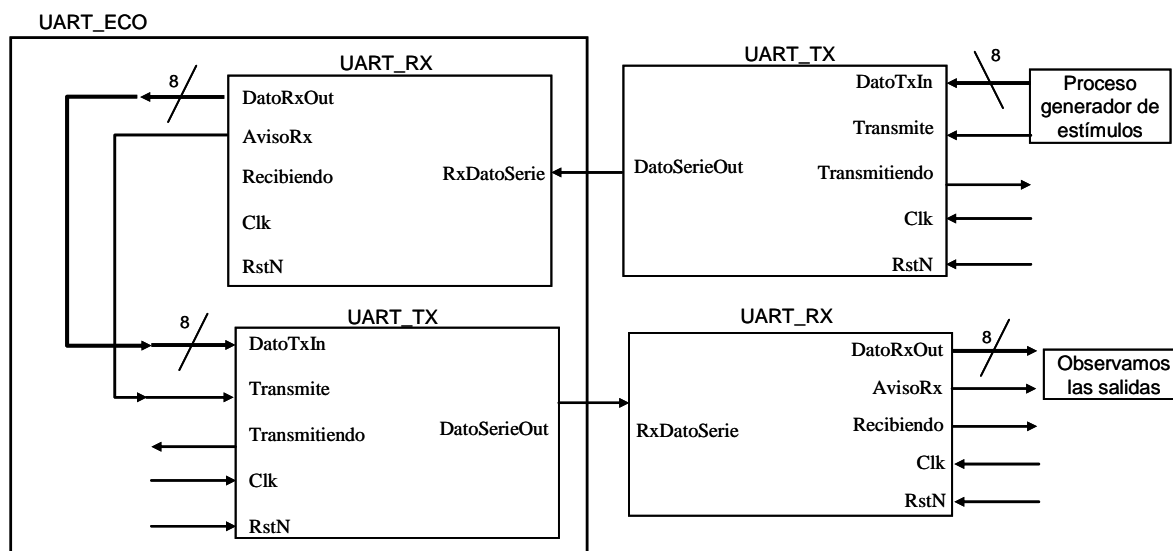 UART_ECO
UART_RX
8
DatoRxOut
AvisoRx
Recibiendo
Clk
RstN
RxDatoSerie
UART_TX
DatoSerieOut
DatoTxIn
Transmite
Transmitiendo
Clk
RstN
8
Proceso
generador de
estímulos
UART_TX
8
DatoTxIn
Transmite
Transmitiendo
Clk
RstN
DatoSerieOut
UART_RX
RxDatoSerie
DatoRxOut
AvisoRx
Recibiendo
Clk
RstN
8
Observamos
las salidas